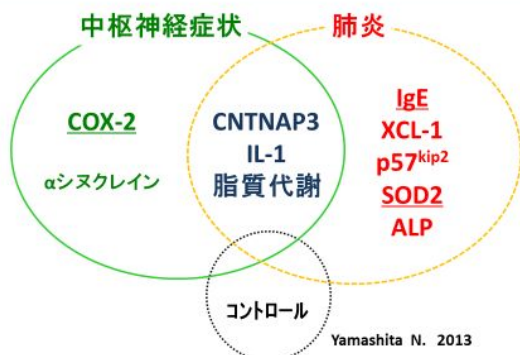 中枢神経症状
肺炎
COX-2
αシヌクレイン
CNTNAP3
IL-1
脂質代謝
IgE
XCL-1
p57kip2
SOD2
ALP
コントロール
Yamashita N. 2013